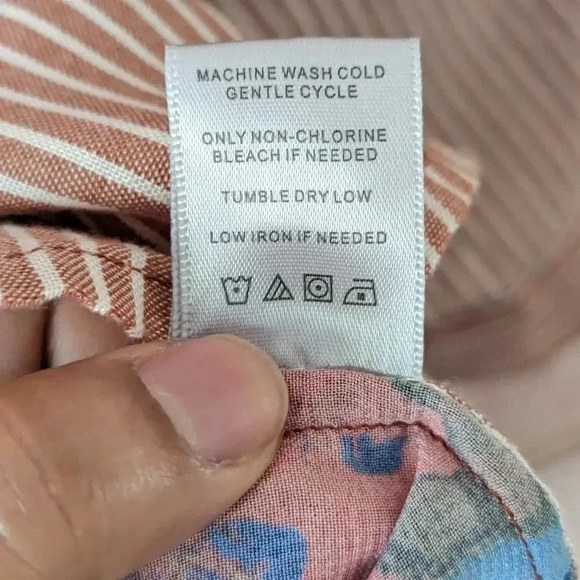 MACHINE WASH COLD
GENTLE CYCLE
ONLY NON-CHLORINE
BLEACH IF NEEDED
TUMBLE DRY LOW
LOW IRON IF NEEDED